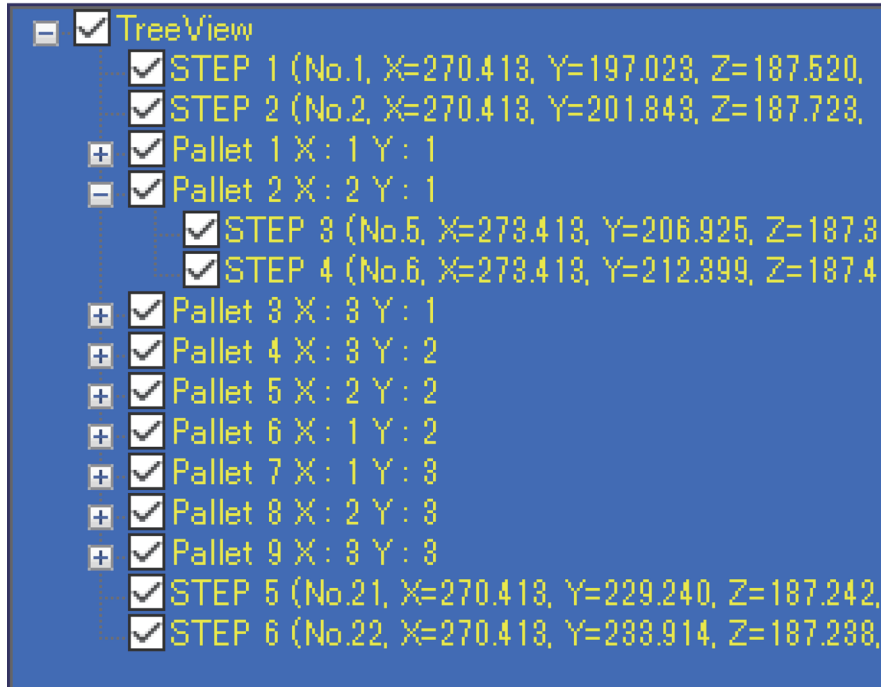 TreeView
STEP 1 (No.1, X=270.413, Y=197.023, Z=187.520,
STEP 2 (No.2, X=270.413, Y=201.843, Z=187.723,
Pallet 1 X : 1 Y : 1
Pallet 2 X : 2 Y : 1
STEP 3 (No.5, X=273.413, Y=206.925, Z=187.3
STEP 4 (No.6, X=273.413, Y=212.399, Z=187.4
Pallet 3 X : 3 Y : 1
Pallet 4 X : 3 Y : 2
Pallet 5 X : 2 Y : 2
Pallet 6 X : 1 Y : 2
Pallet 7 X : 1 Y : 3
Pallet 8 X : 2 Y : 3
Pallet 9 X : 3 Y : 3
STEP 5 (No.21, X=270.413, Y=229.240, Z=187.242,
STEP 6 (No.22, X=270.413, Y=233.914, Z=187.238,